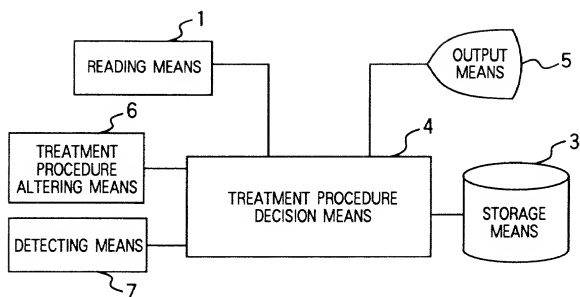 1
READING MEANS
OUTPUT
MEANS
5
6
TREATMENT
PROCEDURE
ALTERING MEANS
4
TREATMENT PROCEDURE
DECISION MEANS
3
STORAGE
MEANS
DETECTING MEANS
7